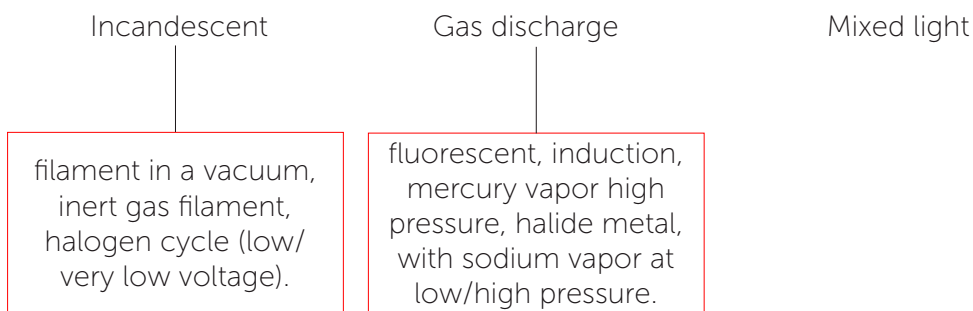 Incandescent
Gas discharge
Mixed light
filament in a vacuum,
inert gas filament,
halogen cycle (low/
very low voltage).
fluorescent, induction,
mercury vapor high
pressure, halide metal,
with sodium vapor at
low/high pressure.